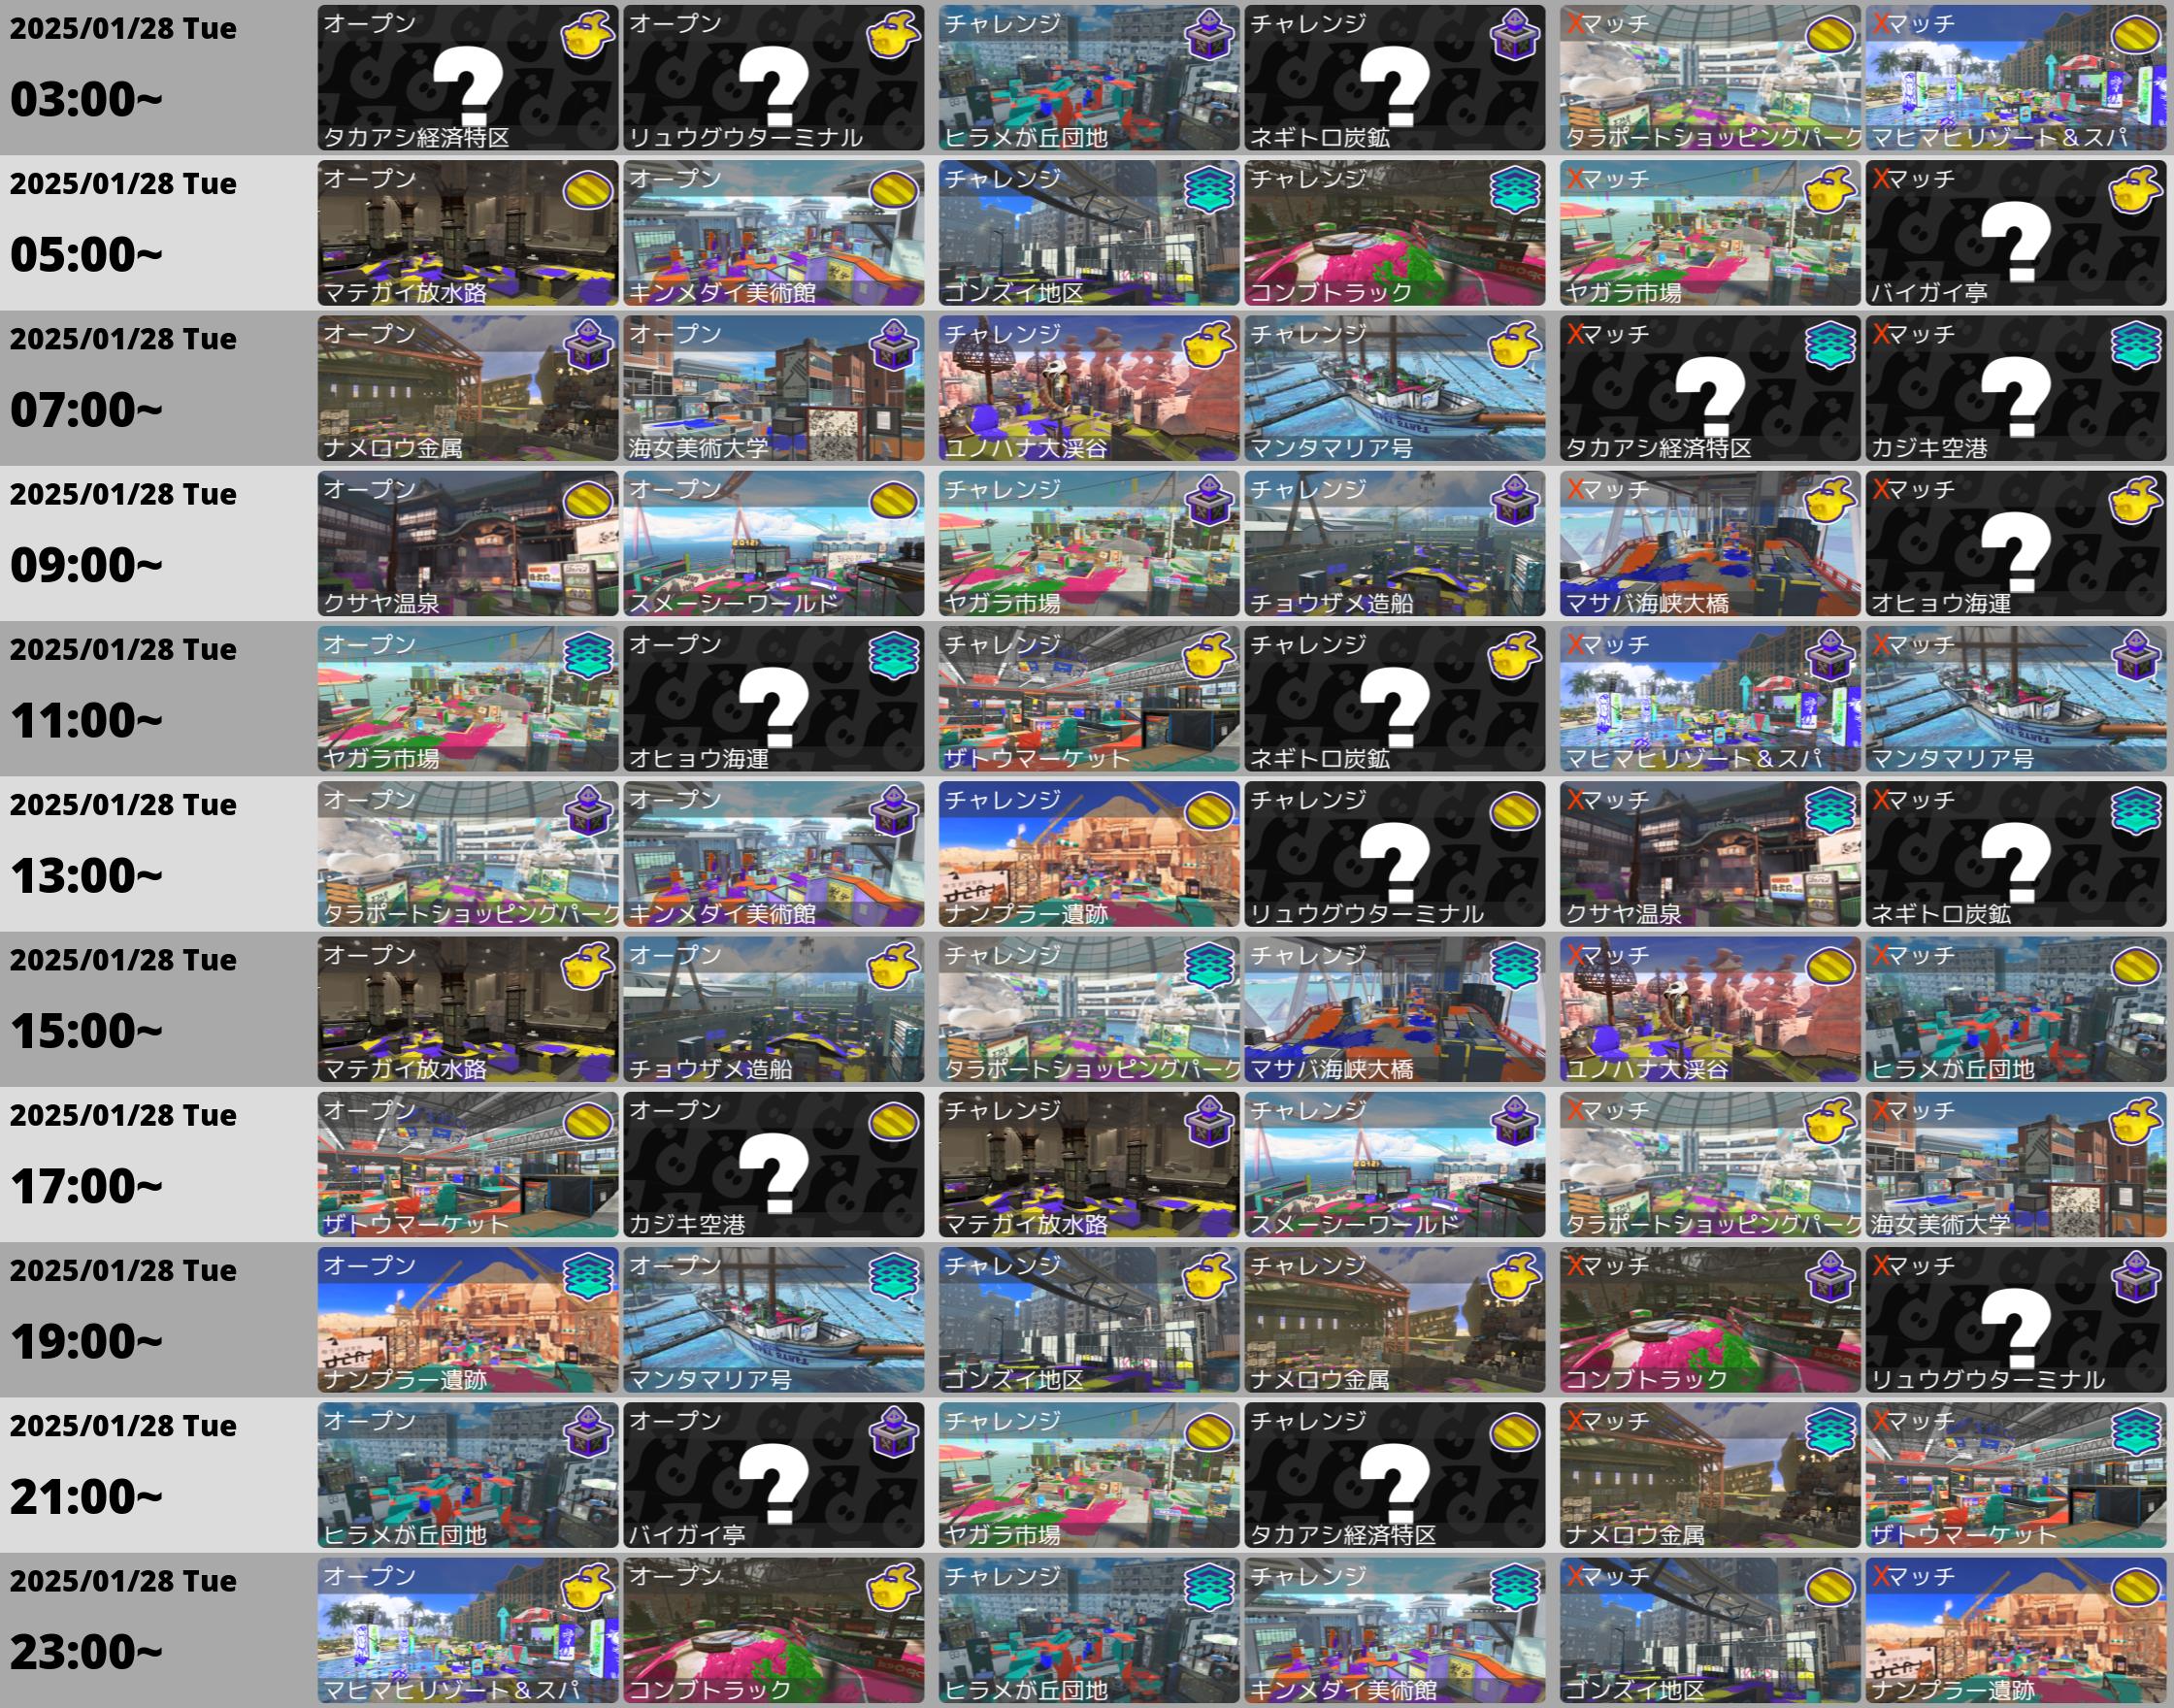 2025/01/28 Tue
03:00~
オープン オープン チャレンジ チャレンジ Xマッチ Xマッチ
タカアシ経済特区 リュウグウターミナル ヒラメが丘団地 ネギトロ炭鉱 タラポートショッピングパーク マヒマヒリゾート&スパ
2025/01/28 Tue
05:00~
オープン オープン チャレンジ チャレンジ Xマッチ Xマッチ
マテガイ放水路 キンメダイ美術館 ゴンズイ地区 コンブトラック ヤガラ市場 バイガイ亭
2025/01/28 Tue
07:00~
オープン オープン チャレンジ チャレンジ Xマッチ Xマッチ
ナメロウ金属 海女美術大学 ユノハナ大渓谷 マンタマリア号 タカアシ経済特区 カジキ空港
2025/01/28 Tue
09:00~
オープン オープン チャレンジ チャレンジ Xマッチ Xマッチ
クサヤ温泉 スメーシーワールド ヤガラ市場 チョウザメ造船 マサバ海峡大橋 オヒョウ海運
2025/01/28 Tue
11:00~
オープン オープン チャレンジ チャレンジ Xマッチ Xマッチ
ヤガラ市場 オヒョウ海運 ザトウマーケット ネギトロ炭鉱 マヒマヒリゾート&スパ マンタマリア号
2025/01/28 Tue
13:00~
オープン オープン チャレンジ チャレンジ Xマッチ Xマッチ
タラポートショッピングパーク キンメダイ美術館 ナンプラー遺跡 リュウグウターミナル クサヤ温泉 ネギトロ炭鉱
2025/01/28 Tue
15:00~
オープン オープン チャレンジ チャレンジ Xマッチ Xマッチ
マテガイ放水路 チョウザメ造船 タラポートショッピングパーク マサバ海峡大橋 ユノハナ大渓谷 ヒラメが丘団地
2025/01/28 Tue
17:00~
オープン オープン チャレンジ チャレンジ Xマッチ Xマッチ
ザトウマーケット カジキ空港 マテガイ放水路 スメーシーワールド タラポートショッピングパーク 海女美術大学
2025/01/28 Tue
19:00~
オープン オープン チャレンジ チャレンジ Xマッチ Xマッチ
ナンプラー遺跡 マンタマリア号 ゴンズイ地区 ナメロウ金属 コンブトラック リュウグウターミナル
2025/01/28 Tue
21:00~
オープン オープン チャレンジ チャレンジ Xマッチ Xマッチ
ヒラメが丘団地 バイガイ亭 ヤガラ市場 タカアシ経済特区 ナメロウ金属 ザトウマーケット
2025/01/28 Tue
23:00~
オープン オープン チャレンジ チャレンジ Xマッチ Xマッチ
マヒマヒリゾート&スパ コンブトラック ヒラメが丘団地 キンメダイ美術館 ゴンズイ地区 ナンプラー遺跡